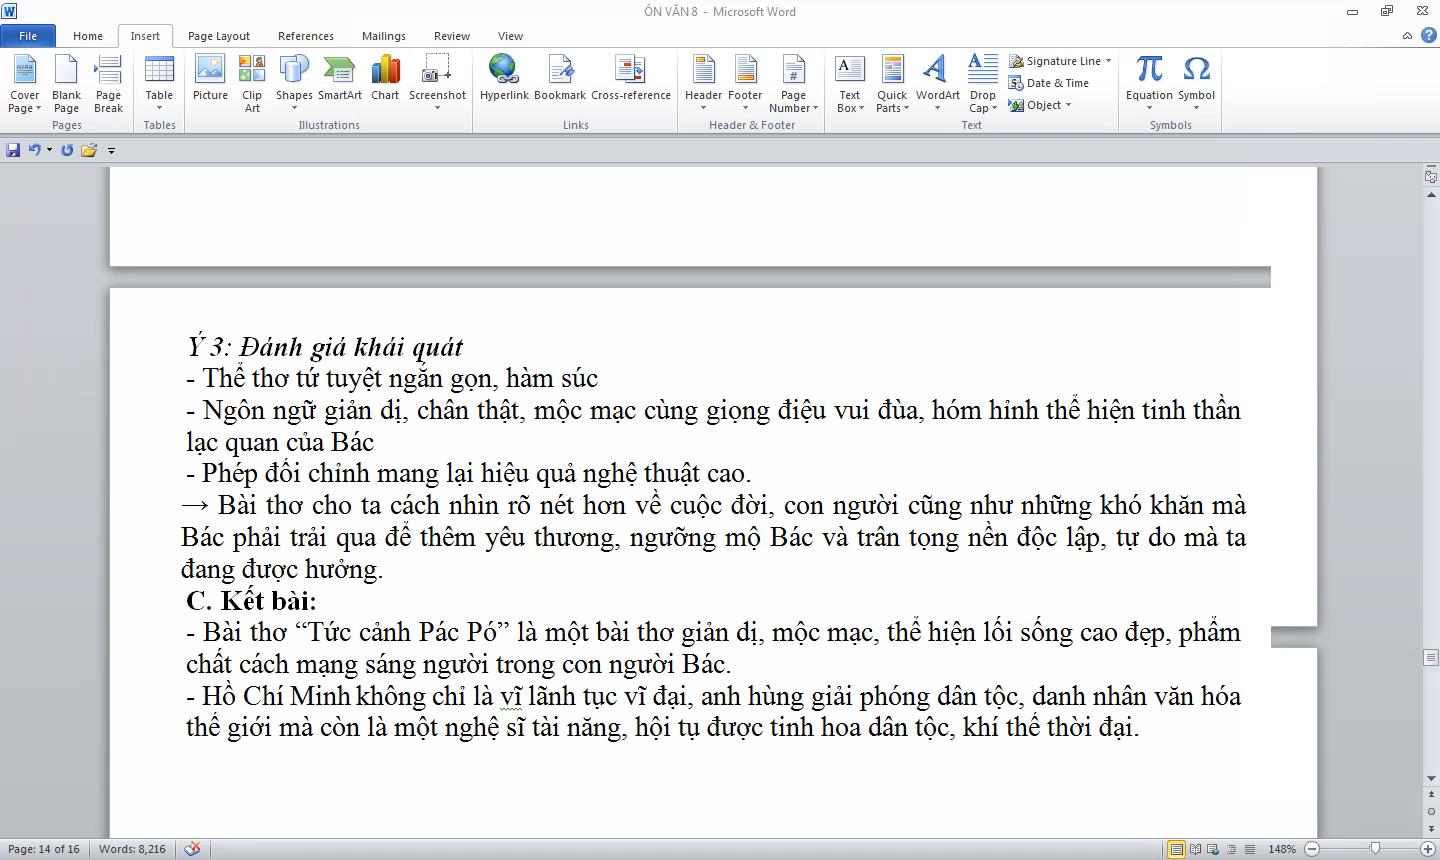 ÔN VĂN 8 - Microsoft Word
File Home Insert Page Layout References Mailings Review View
Cover Page Blank Page Page Break Table Picture Clip Art Shapes SmartArt Chart Screenshot Hyperlink Bookmark Cross-reference Header Footer Page Number Text Box Quick Parts WordArt Drop Cap Signature Line Date & Time Object Equation Symbol
Pages Tables Illustrations Links Header & Footer Text Symbols
Ý 3: Đánh giá khái quát
- Thể thơ tứ tuyệt ngắn gọn, hàm súc
- Ngôn ngữ giản dị, chân thật, mộc mạc cùng giọng điệu vui đùa, hóm hỉnh thể hiện tinh thần
lạc quan của Bác
- Phép đối chỉnh mang lại hiệu quả nghệ thuật cao.
→ Bài thơ cho ta cách nhìn rõ nét hơn về cuộc đời, con người cũng như những khó khăn mà
Bác phải trải qua để thêm yêu thương, ngưỡng mộ Bác và trân tọng nền độc lập, tự do mà ta
đang được hưởng.
C. Kết bài:
- Bài thơ “Tức cảnh Pác Pó” là một bài thơ giản dị, mộc mạc, thể hiện lối sống cao đẹp, phẩm
chất cách mạng sáng người trong con người Bác.
- Hồ Chí Minh không chỉ là vĩ lãnh tục vĩ đại, anh hùng giải phóng dân tộc, danh nhân văn hóa
thế giới mà còn là một nghệ sĩ tài năng, hội tụ được tinh hoa dân tộc, khí thế thời đại.
Page: 14 of 16 Words: 8,216 148%